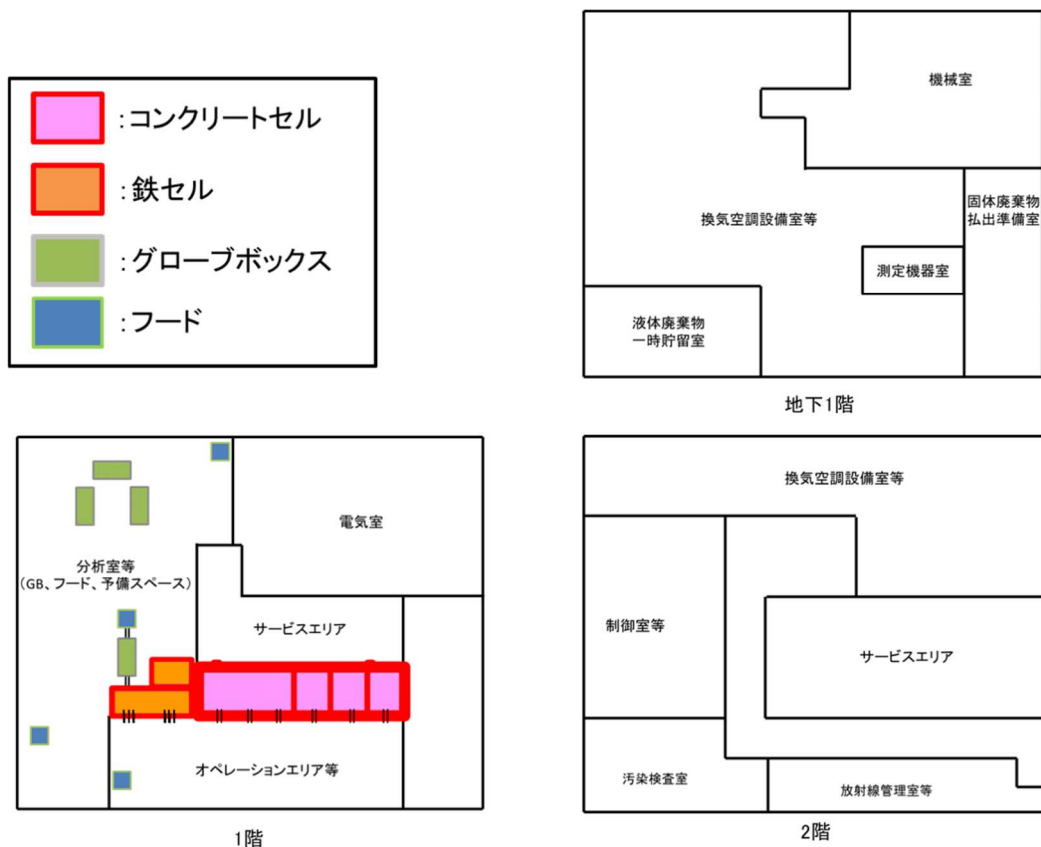 ：コンクリートセル
：鉄セル
：グローブボックス
：フード
機械室
換気空調設備室等
固体廃棄物
払出準備室
測定機器室
液体廃棄物
一時貯留室
地下1階
電気室
分析室等
（GB、フード、予備スペース）
サービスエリア
オペレーションエリア等
1階
換気空調設備室等
制御室等
サービスエリア
汚染検査室
放射線管理室等
2階